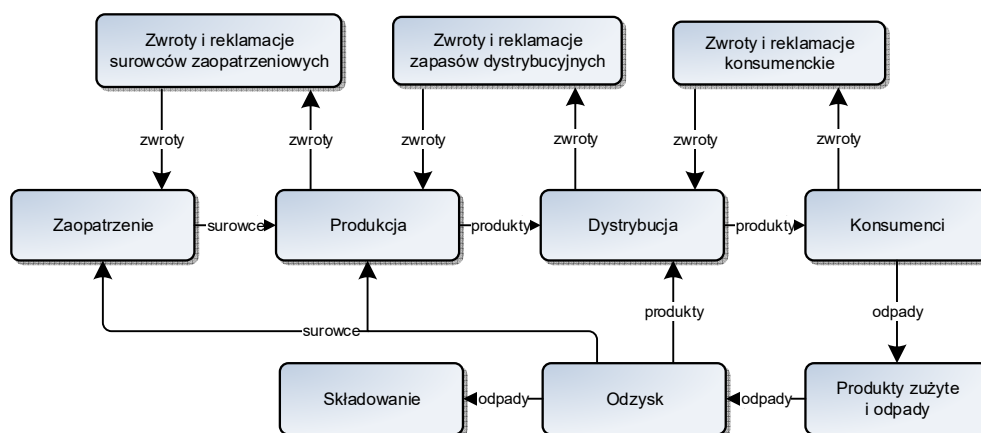 Zwroty i reklamacje
surowców zaopatrzeniowych
Zwroty i reklamacje
zapasów dystrybucyjnych
Zwroty i reklamacje
konsumenckie
zwroty
zwroty
zwroty
zwroty
zwroty
zwroty
Zaopatrzenie
surowce
Produkcja
produkty
Dystrybucja
produkty
Konsumenci
surowce
produkty
odpady
Składowanie
odpady
Odzysk
odpady
Produkty zużyte
i odpady